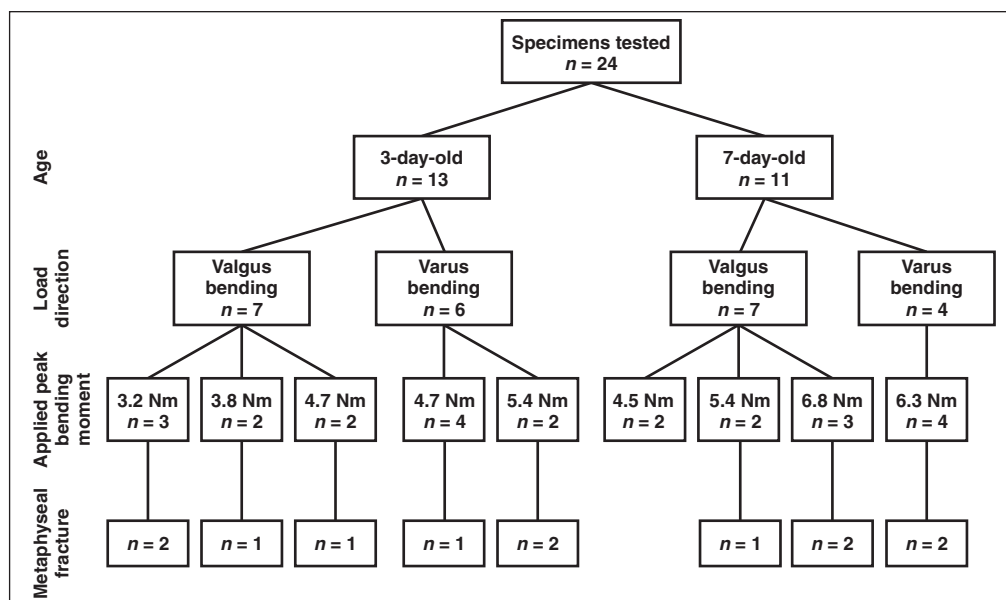 Specimens tested
n = 24
Age
3-day-old
n = 13
7-day-old
n = 11
Load
direction
Valgus
bending
n = 7
Varus
bending
n = 6
Valgus
bending
n = 7
Varus
bending
n = 4
Applied peak
bending
moment
3.2 Nm
n = 3
3.8 Nm
n = 2
4.7 Nm
n = 2
4.7 Nm
n = 4
5.4 Nm
n = 2
4.5 Nm
n = 2
5.4 Nm
n = 2
6.8 Nm
n = 3
6.3 Nm
n = 4
Metaphyseal
fracture
n = 2
n = 1
n = 1
n = 1
n = 2
n = 1
n = 2
n = 2